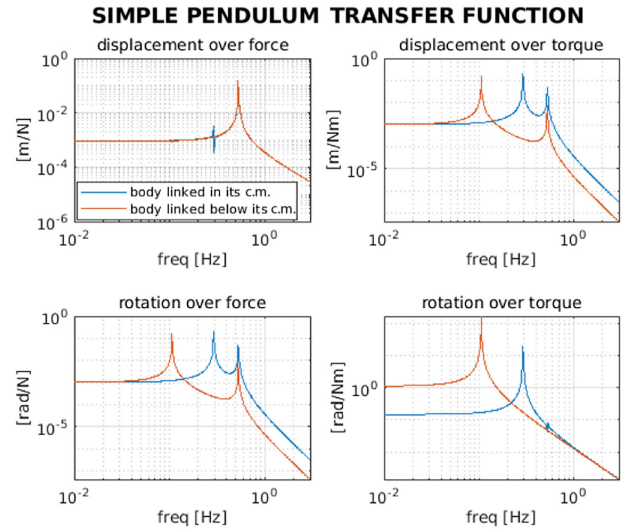 SIMPLE PENDULUM TRANSFER FUNCTION
displacement over force
10^0
10^-2
10^-4
10^-6
[m/N]
body linked in its c.m.
body linked below its c.m.
10^-2
10^0
freq [Hz]
displacement over torque
10^0
10^-5
[m/Nm]
10^-2
10^0
freq [Hz]
rotation over force
10^0
10^-5
[rad/N]
10^-2
10^0
freq [Hz]
rotation over torque
10^0
[rad/Nm]
10^-2
10^0
freq [Hz]